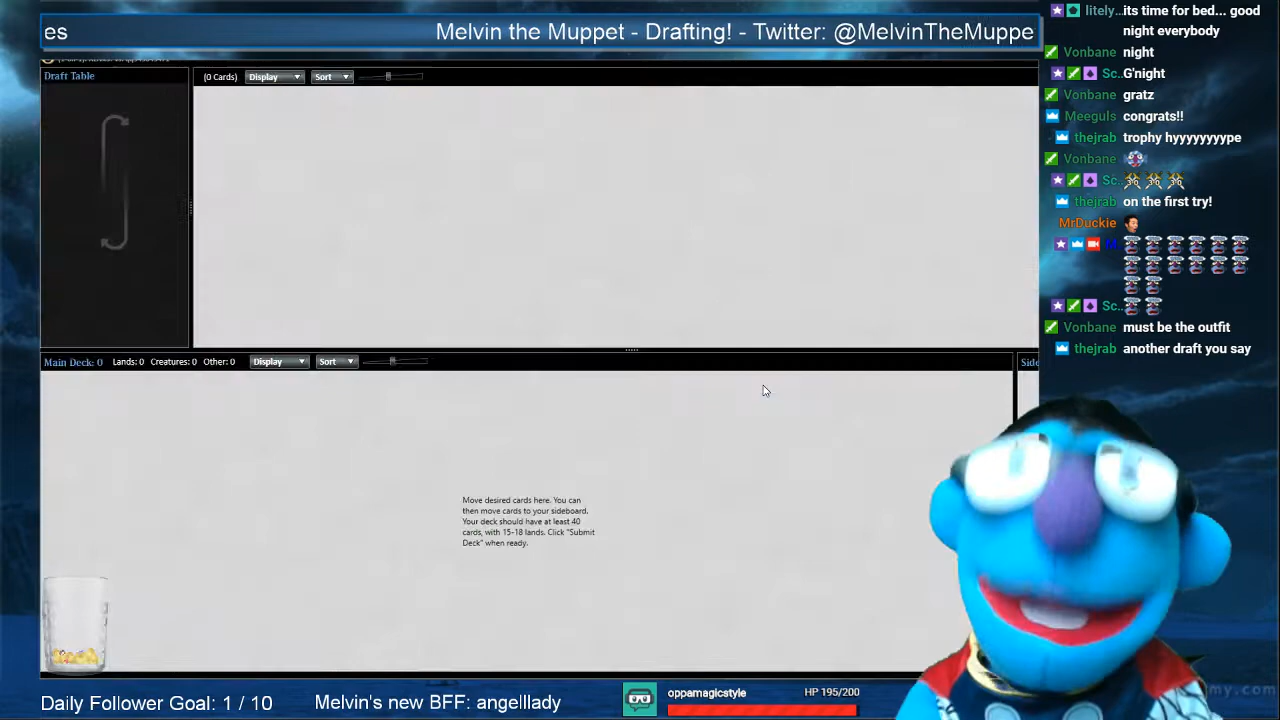 es
Melvin the Muppet - Drafting! - Twitter: @MelvinTheMuppe
Draft Table
(0 Cards)
Display
Sort
Main Deck: 0
Lands: 0
Creatures: 0
Other: 0
Display
Sort
Side
Move desired cards here. You can
then move cards to your sideboard.
Your deck should have at least 40
cards, with 15-18 lands. Click "Submit
Deck" when ready.
litely.. its time for bed... good
night everybody
Vonbane night
Sc.. G'night
Vonbane gratz
Meeguls congrats!!
thejrab trophy hyyyyyyype
Vonbane
Sc..
thejrab on the first try!
MrDuckie
M
Sc..
Vonbane must be the outfit
thejrab another draft you say
Daily Follower Goal: 1 / 10
Melvin's new BFF: angelllady
oppamagicstyle
HP 195/200
my.com